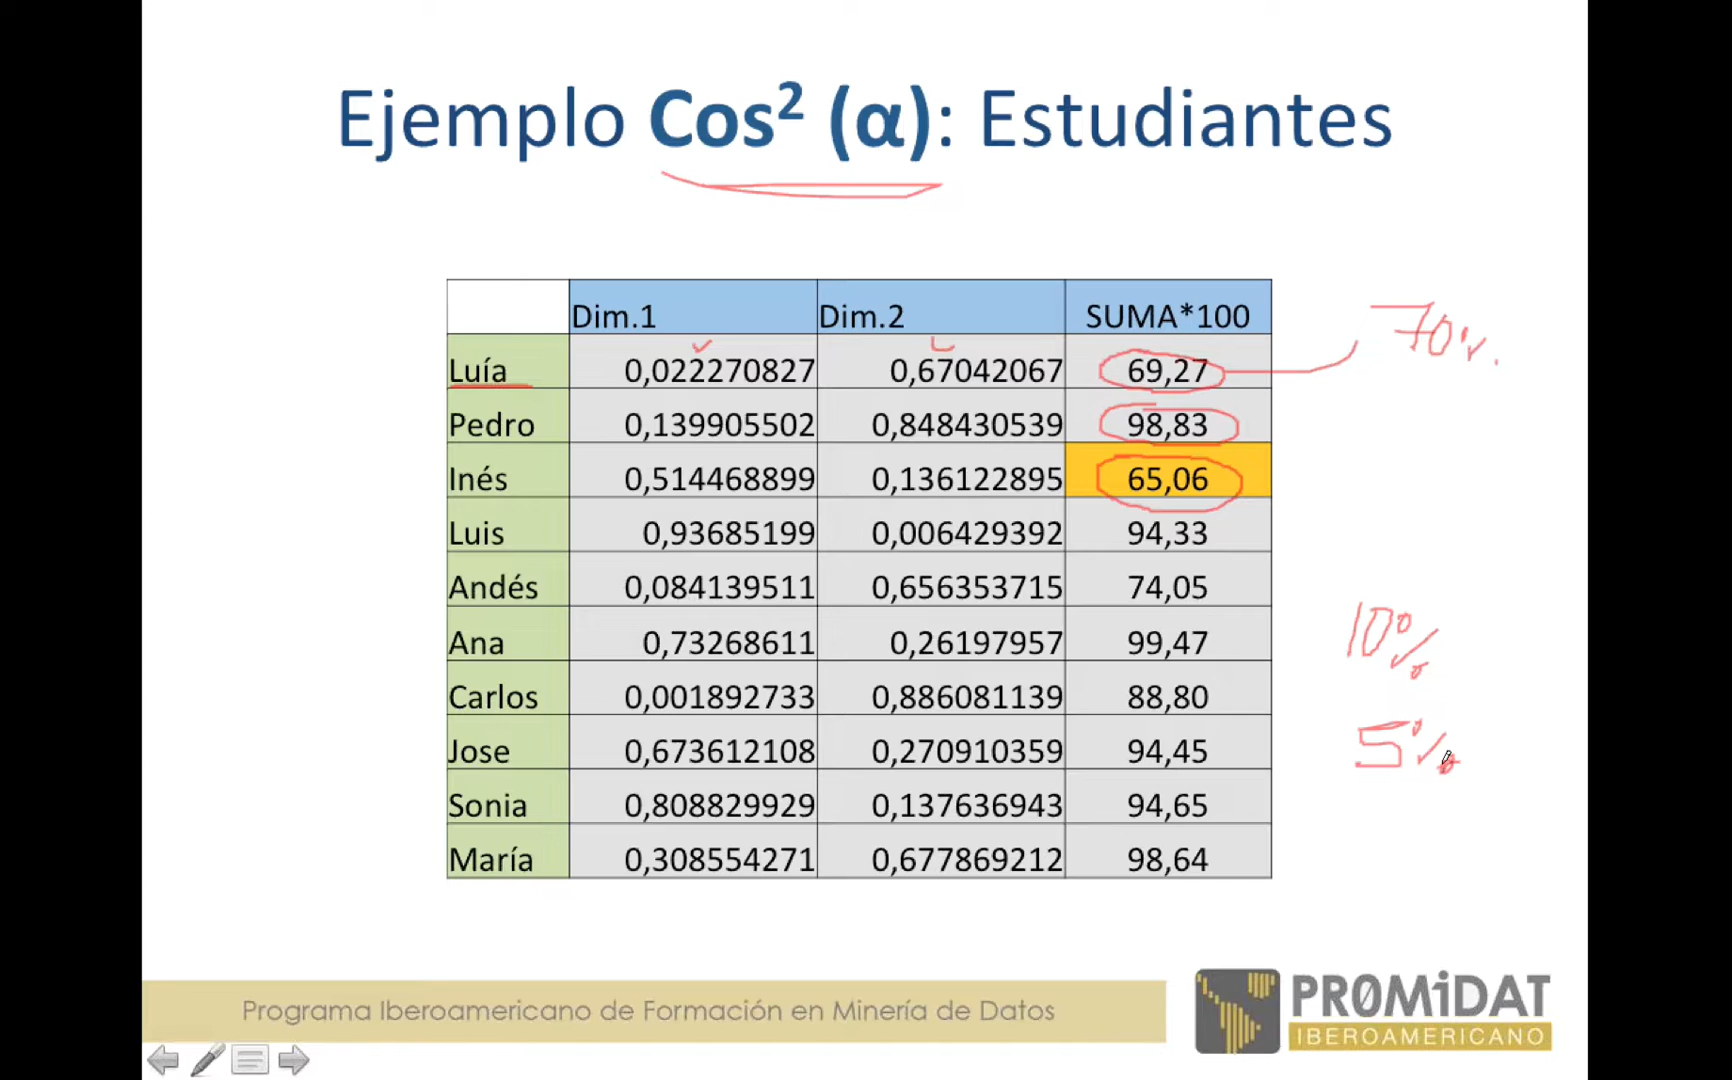 Ejemplo Cos² (α): Estudiantes
Dim.1 Dim.2 SUMA*100
Luía 0,022270827 0,67042067 69,27
70%.
Pedro 0,139905502 0,848430539 98,83
Inés 0,514468899 0,136122895 65,06
Luis 0,93685199 0,006429392 94,33
Andés 0,084139511 0,656353715 74,05
Ana 0,73268611 0,26197957 99,47
10%
Carlos 0,001892733 0,886081139 88,80
Jose 0,673612108 0,270910359 94,45
5%
Sonia 0,808829929 0,137636943 94,65
María 0,308554271 0,677869212 98,64
Programa Iberoamericano de Formación en Minería de Datos
PR0MiDAT
IBEROAMERICANO